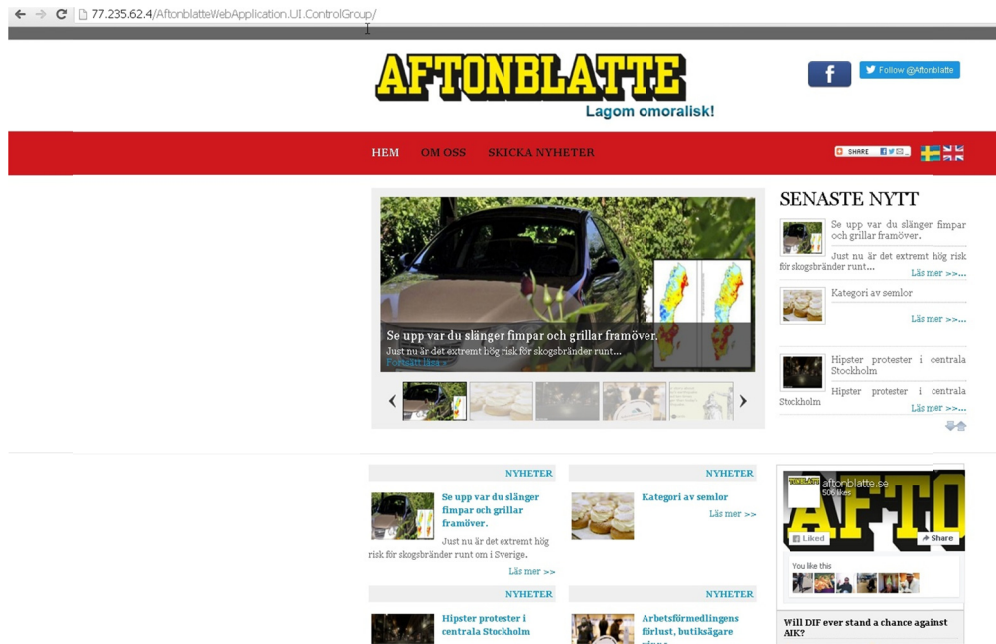 77.235.62.4/AftonblatteWebApplication.UI.ControlGroup/
AFTONBLATTE
Lagom omoralisk!
f
Follow @Aftonblatte
HEM OM OSS SKICKA NYHETER
SHARE
Se upp var du slänger fimpar och grillar framöver.
Just nu är det extremt hög risk för skogsbränder runt...
Fortsätt läsa »
SENASTE NYTT
Se upp var du slänger fimpar
och grillar framöver.
Just nu är det extremt hög risk
för skogsbränder runt...
Läs mer >>...
Kategori av semlor
Läs mer >>...
Hipster protester i centrala
Stockholm
Hipster protester i centrala
Stockholm
Läs mer >>...
NYHETER
Se upp var du slänger
fimpar och grillar
framöver.
Just nu är det extremt hög
risk för skogsbränder runt om i Sverige.
Läs mer >>
NYHETER
Kategori av semlor
Läs mer >>
NYHETER
Hipster protester i
centrala Stockholm
NYHETER
Arbetsförmedlingens
förlust, butiksägare
TONBLATTE
aftonblatte.se
506 likes
AFTO
Liked
Share
You like this
Will DIF ever stand a chance against
AIK?